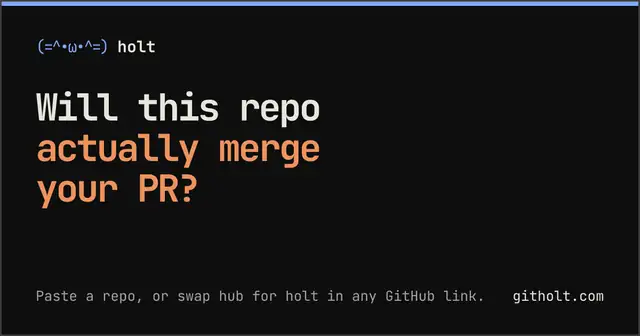 (=^•ω•^=) holt
Will this repo
actually merge
your PR?
Paste a repo, or swap hub for holt in any GitHub link. githolt.com